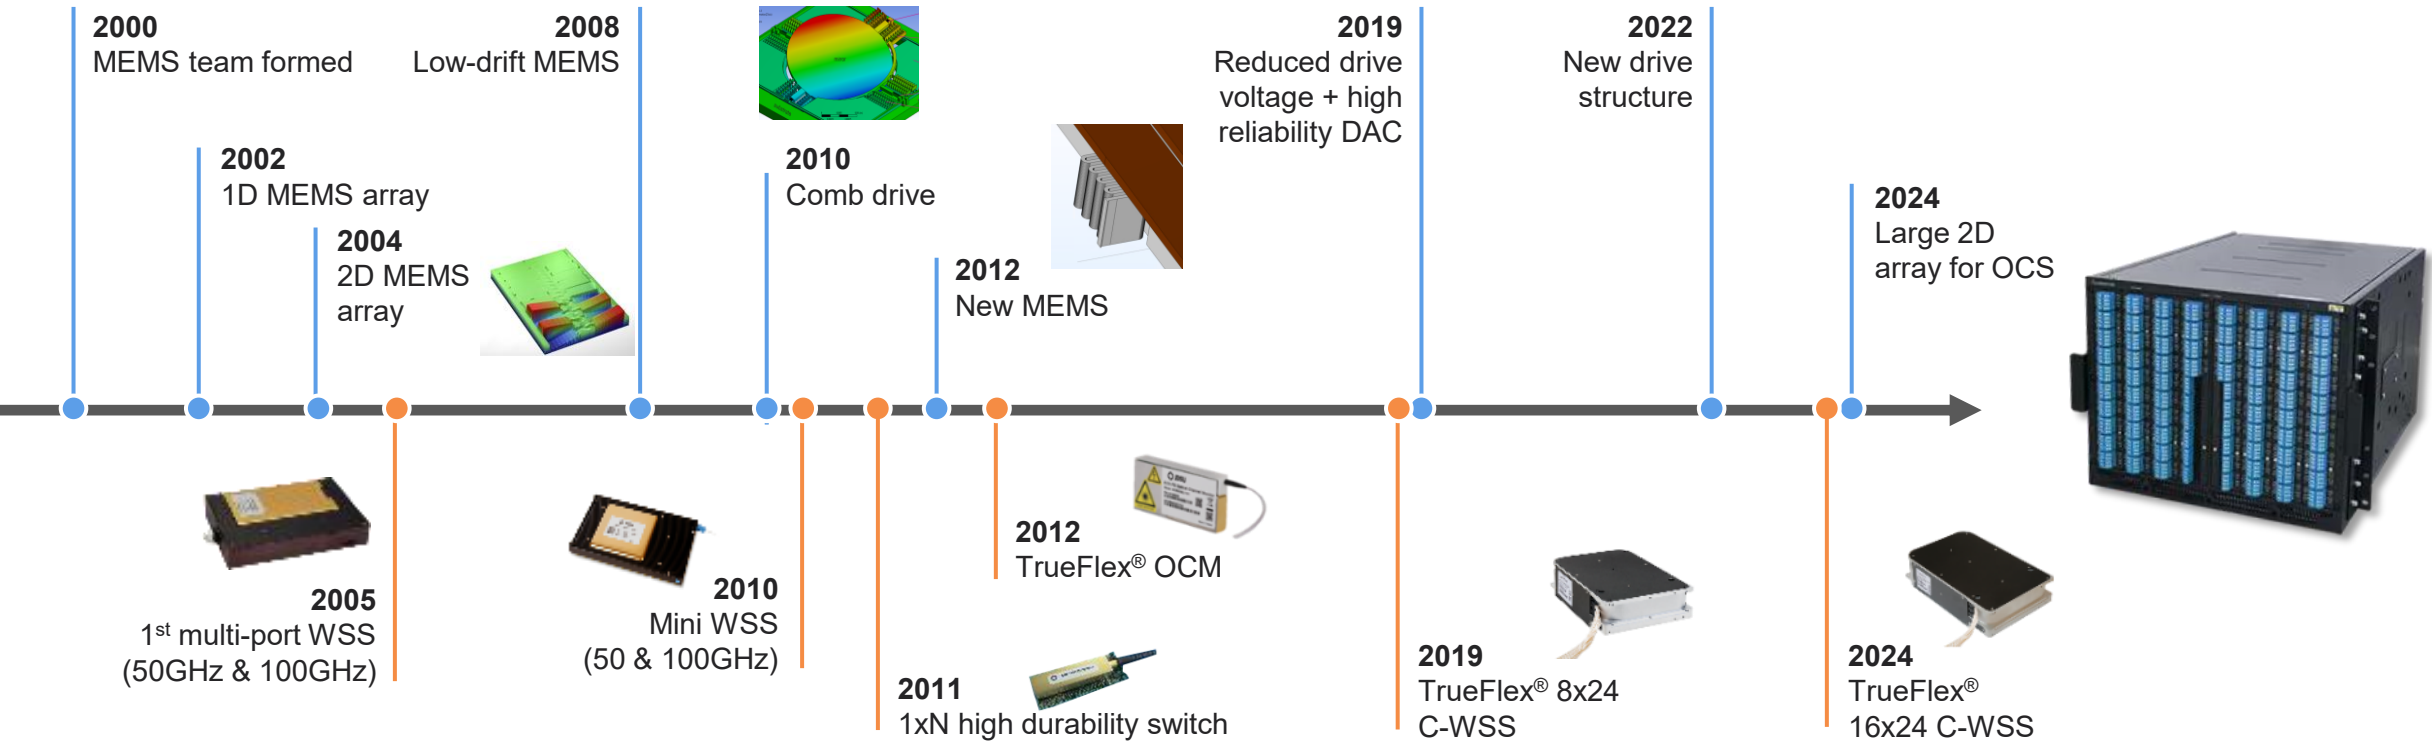 2000
MEMS team formed
2008
Low-drift MEMS
2019
Reduced drive
voltage + high
reliability DAC
2022
New drive
structure
2002
1D MEMS array
2010
Comb drive
2024
Large 2D
array for OCS
2004
2D MEMS
array
2012
New MEMS
2005
1st multi-port WSS
(50GHz & 100GHz)
2010
Mini WSS
(50 & 100GHz)
2012
TrueFlex® OCM
2011
1xN high durability switch
2019
TrueFlex® 8x24
C-WSS
2024
TrueFlex®
16x24 C-WSS